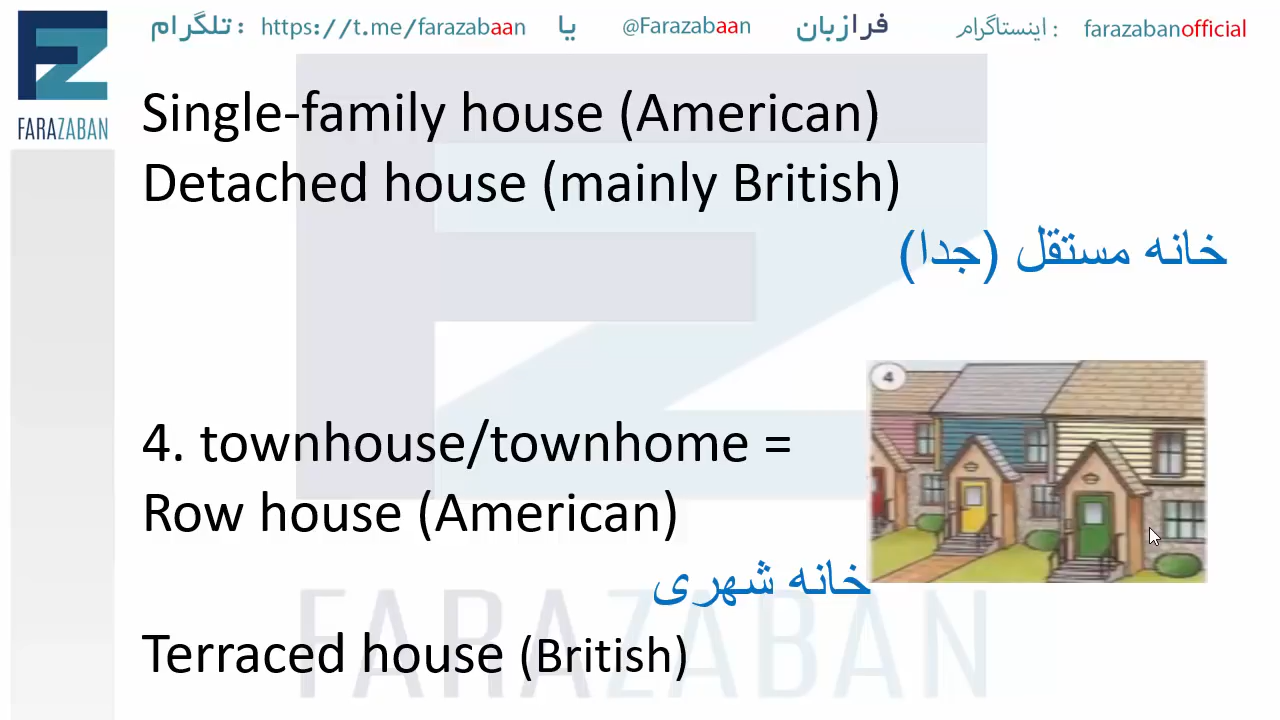 تلگرام : https://t.me/farazabaan یا @Farazabaan فرازبان اینستاگرام : farazabanofficial
FZ
FARAZABAN
Single-family house (American)
Detached house (mainly British)
خانه مستقل (جدا)
4
4. townhouse/townhome =
Row house (American)
خانه شهری
Terraced house (British)
FARAZABAN